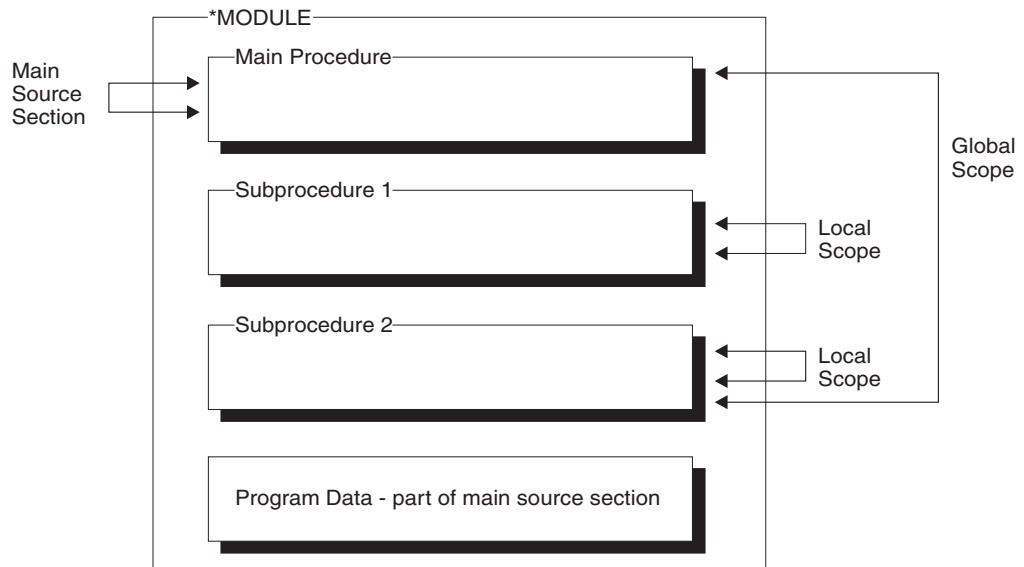 *MODULE
Main Procedure
Main
Source
Section
Global
Scope
Subprocedure 1
Local
Scope
Subprocedure 2
Local
Scope
Program Data - part of main source section